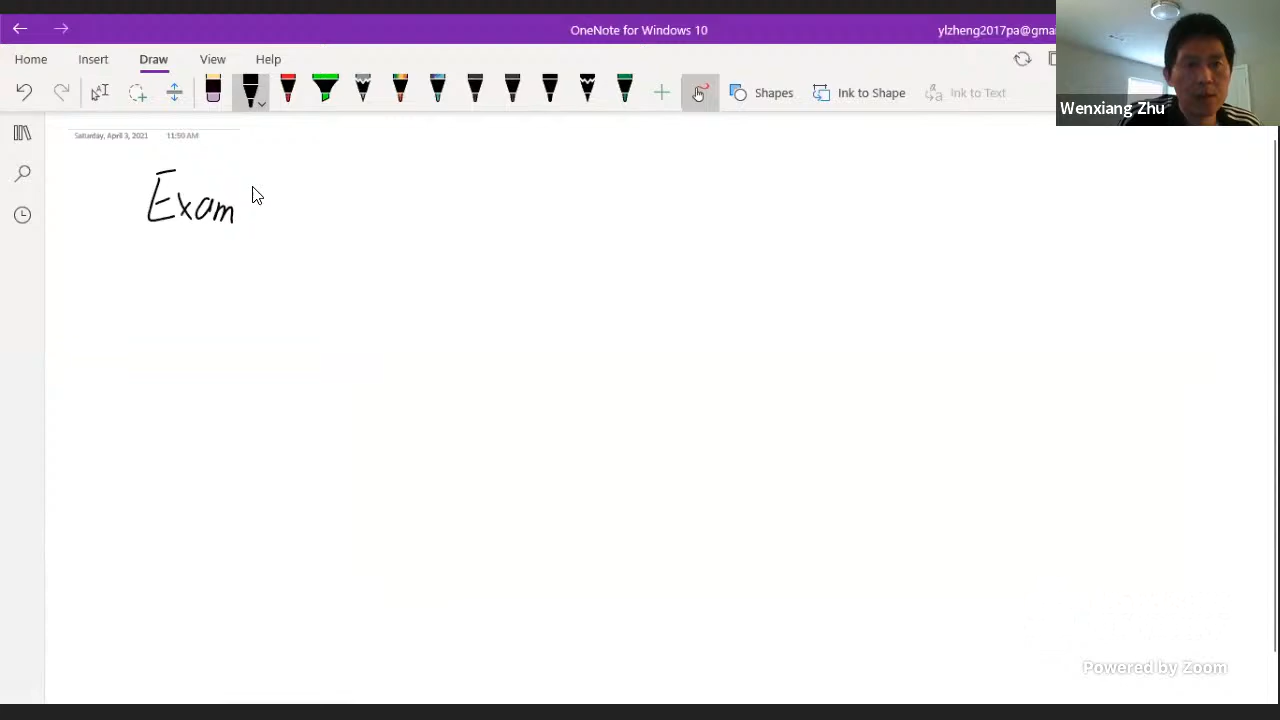 OneNote for Windows 10
ylzheng2017pa@gmai
Home Insert Draw View Help
Shapes Ink to Shape Ink to Text
Wenxiang Zhu
Saturday, April 3, 2021 11:50 AM
Exam
Powered by Zoom